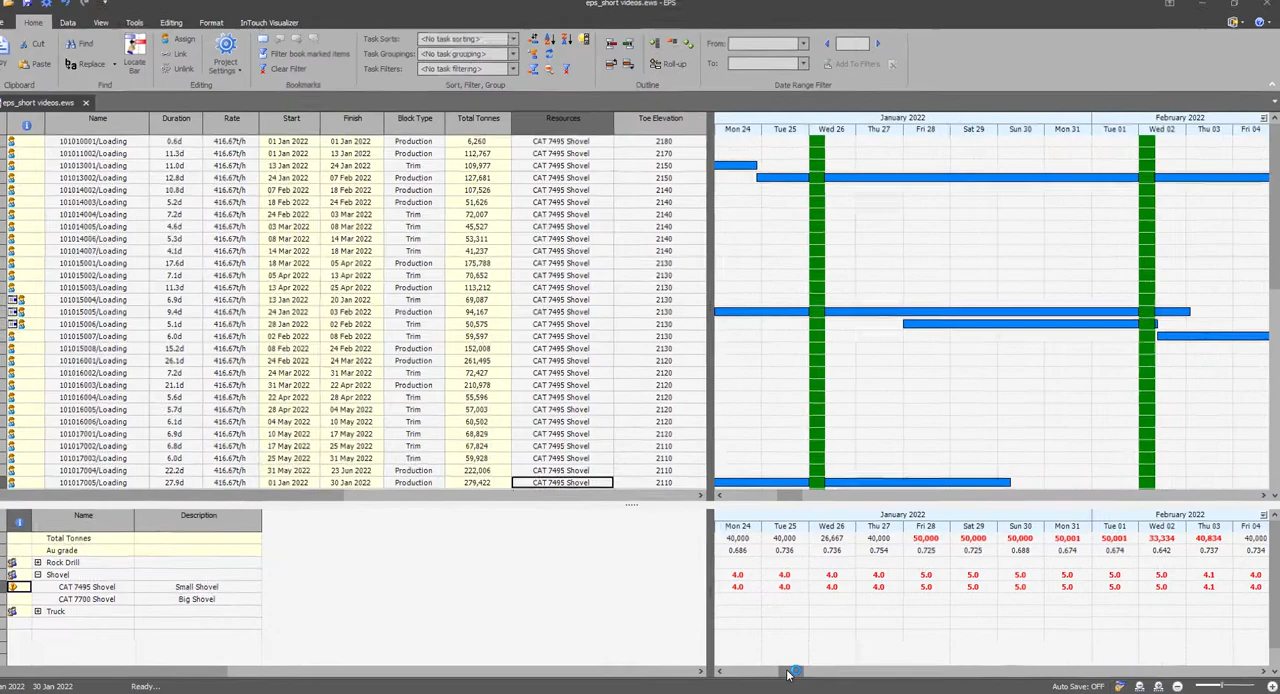 eps_short videos.ews - EPS
Home Data View Tools Editing Format InTouch Visualizer
Cut Find Assign Task Sorts: <No task sorting> From:
Link Filter book marked items Task Groupings: <No task grouping>
Paste Replace Locate Bar Unlink Project Settings Clear Filter Task Filters: <No task filtering> Roll-up To: Add To Filters
Clipboard Find Editing Bookmarks Sort, Filter, Group Outline Date Range Filter
eps_short videos.ews
Name Duration Rate Start Finish Block Type Total Tonnes Resources Toe Elevation January 2022 February 2022
Mon 24 Tue 25 Wed 26 Thu 27 Fri 28 Sat 29 Sun 30 Mon 31 Tue 01 Wed 02 Thu 03 Fri 04
101010001/Loading 0.6d 416.67t/h 01 Jan 2022 01 Jan 2022 Production 6,260 CAT 7495 Shovel 2180
101011002/Loading 11.3d 416.67t/h 01 Jan 2022 13 Jan 2022 Production 112,767 CAT 7495 Shovel 2170
101013001/Loading 11.0d 416.67t/h 13 Jan 2022 24 Jan 2022 Trim 109,977 CAT 7495 Shovel 2150
101013002/Loading 12.8d 416.67t/h 24 Jan 2022 07 Feb 2022 Production 127,681 CAT 7495 Shovel 2150
101014002/Loading 10.8d 416.67t/h 07 Feb 2022 18 Feb 2022 Production 107,526 CAT 7495 Shovel 2140
101014003/Loading 5.2d 416.67t/h 18 Feb 2022 24 Feb 2022 Production 51,626 CAT 7495 Shovel 2140
101014004/Loading 7.2d 416.67t/h 24 Feb 2022 03 Mar 2022 Trim 72,007 CAT 7495 Shovel 2140
101014005/Loading 4.6d 416.67t/h 03 Mar 2022 08 Mar 2022 Trim 45,527 CAT 7495 Shovel 2140
101014006/Loading 5.3d 416.67t/h 08 Mar 2022 14 Mar 2022 Trim 53,311 CAT 7495 Shovel 2140
101014007/Loading 4.1d 416.67t/h 14 Mar 2022 18 Mar 2022 Trim 41,237 CAT 7495 Shovel 2140
101015001/Loading 17.6d 416.67t/h 18 Mar 2022 05 Apr 2022 Production 175,788 CAT 7495 Shovel 2130
101015002/Loading 7.1d 416.67t/h 05 Apr 2022 13 Apr 2022 Trim 70,652 CAT 7495 Shovel 2130
101015003/Loading 11.3d 416.67t/h 13 Apr 2022 25 Apr 2022 Production 113,212 CAT 7495 Shovel 2130
101015004/Loading 6.9d 416.67t/h 13 Jan 2022 20 Jan 2022 Trim 69,087 CAT 7495 Shovel 2130
101015005/Loading 9.4d 416.67t/h 24 Jan 2022 03 Feb 2022 Production 94,167 CAT 7495 Shovel 2130
101015006/Loading 5.1d 416.67t/h 28 Jan 2022 02 Feb 2022 Trim 50,575 CAT 7495 Shovel 2130
101015007/Loading 6.0d 416.67t/h 02 Feb 2022 08 Feb 2022 Trim 59,597 CAT 7495 Shovel 2130
101015008/Loading 15.2d 416.67t/h 08 Feb 2022 24 Feb 2022 Production 152,008 CAT 7495 Shovel 2130
101016001/Loading 26.1d 416.67t/h 24 Feb 2022 24 Mar 2022 Production 261,495 CAT 7495 Shovel 2120
101016002/Loading 7.2d 416.67t/h 24 Mar 2022 31 Mar 2022 Trim 72,427 CAT 7495 Shovel 2120
101016003/Loading 21.1d 416.67t/h 31 Mar 2022 22 Apr 2022 Production 210,978 CAT 7495 Shovel 2120
101016004/Loading 5.6d 416.67t/h 22 Apr 2022 28 Apr 2022 Trim 55,596 CAT 7495 Shovel 2120
101016005/Loading 5.7d 416.67t/h 28 Apr 2022 04 May 2022 Trim 57,003 CAT 7495 Shovel 2120
101016006/Loading 6.1d 416.67t/h 04 May 2022 10 May 2022 Trim 60,502 CAT 7495 Shovel 2120
101017001/Loading 6.9d 416.67t/h 10 May 2022 17 May 2022 Trim 68,829 CAT 7495 Shovel 2110
101017002/Loading 6.8d 416.67t/h 17 May 2022 25 May 2022 Trim 67,824 CAT 7495 Shovel 2110
101017003/Loading 6.0d 416.67t/h 25 May 2022 31 May 2022 Trim 59,928 CAT 7495 Shovel 2110
101017004/Loading 22.2d 416.67t/h 31 May 2022 23 Jun 2022 Production 222,006 CAT 7495 Shovel 2110
101017005/Loading 27.9d 416.67t/h 01 Jan 2022 30 Jan 2022 Production 279,422 CAT 7495 Shovel 2110
Name Description January 2022 February 2022
Mon 24 Tue 25 Wed 26 Thu 27 Fri 28 Sat 29 Sun 30 Mon 31 Tue 01 Wed 02 Thu 03 Fri 04
Total Tonnes 40,000 40,000 26,667 40,000 50,000 50,000 50,000 50,001 50,001 33,334 40,834 40,000
Au grade 0.686 0.736 0.736 0.754 0.725 0.725 0.688 0.674 0.674 0.642 0.737 0.734
Rock Drill
Shovel 4.0 4.0 4.0 4.0 5.0 5.0 5.0 5.0 5.0 5.0 4.1 4.0
CAT 7495 Shovel Small Shovel 4.0 4.0 4.0 4.0 5.0 5.0 5.0 5.0 5.0 5.0 4.1 4.0
CAT 7700 Shovel Big Shovel
Truck
an 2022 30 Jan 2022 Ready... Auto Save: OFF